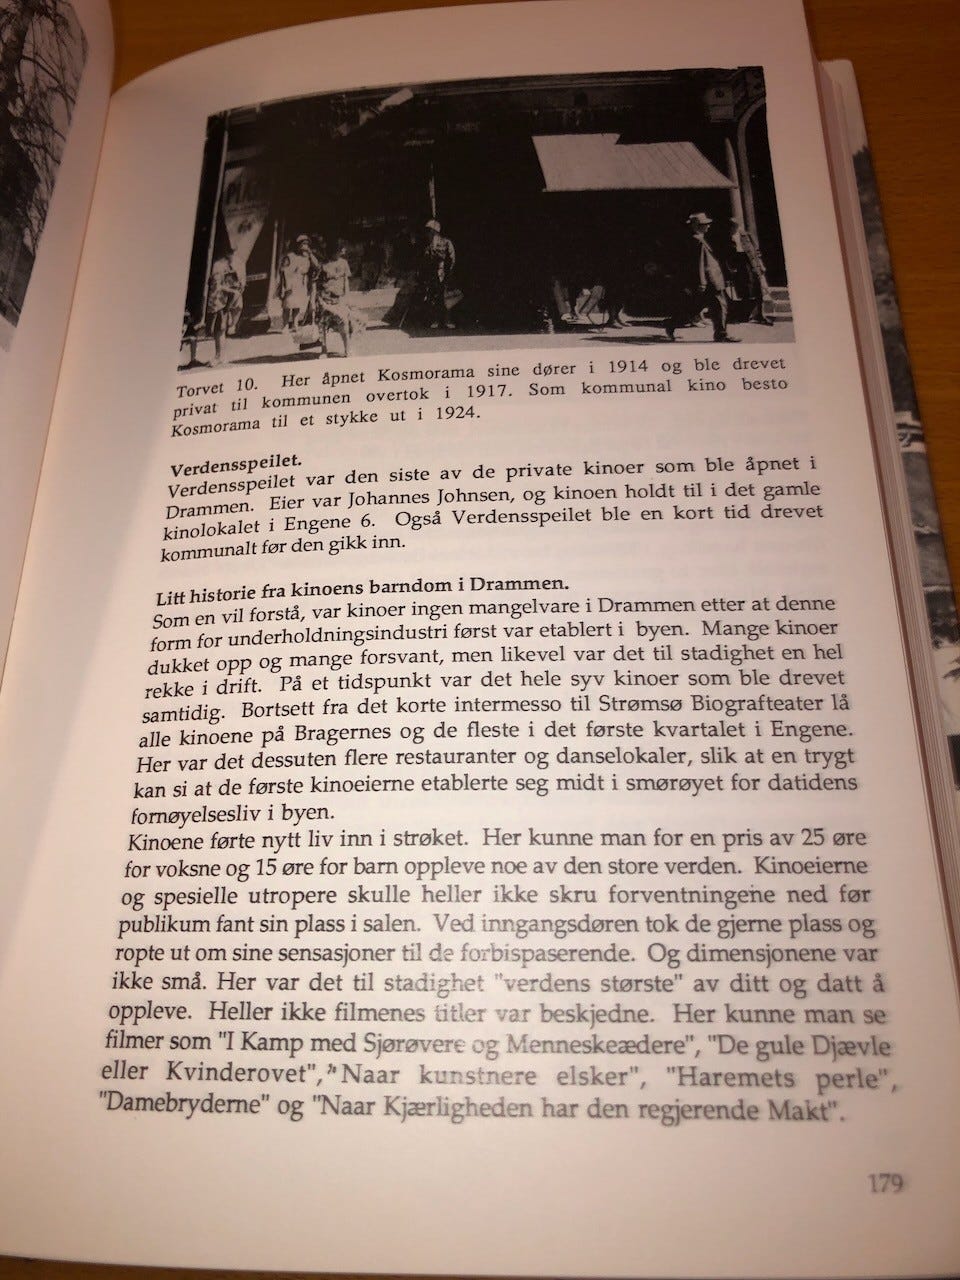 Torvet 10. Her åpnet Kosmorama sine dører i 1914 og ble drevet
privat til kommunen overtok i 1917. Som kommunal kino besto
Kosmorama til et stykke ut i 1924.
Verdensspeilet.
Verdensspeilet var den siste av de private kinoer som ble åpnet i
Drammen. Eier var Johannes Johnsen, og kinoen holdt til i det gamle
kinolokalet i Engene 6. Også Verdensspeilet ble en kort tid drevet
kommunalt før den gikk inn.
Litt historie fra kinoens barndom i Drammen.
Som en vil forstå, var kinoer ingen mangelvare i Drammen etter at denne
form for underholdningsindustri først var etablert i byen. Mange kinoer
dukket opp og mange forsvant, men likevel var det til stadighet en hel
rekke i drift. På et tidspunkt var det hele syv kinoer som ble drevet
samtidig. Bortsett fra det korte intermesso til Strømsø Biografteater lå
alle kinoene på Bragernes og de fleste i det første kvartalet i Engene.
Her var det dessuten flere restauranter og danselokaler, slik at en trygt
kan si at de første kinoeierne etablerte seg midt i smørøyet for datidens
fornøyelsesliv i byen.
Kinoene førte nytt liv inn i strøket. Her kunne man for en pris av 25 øre
for voksne og 15 øre for barn oppleve noe av den store verden. Kinoeierne
og spesielle utropere skulle heller ikke skru forventningene ned før
publikum fant sin plass i salen. Ved inngangsdøren tok de gjerne plass og
ropte ut om sine sensasjoner til de forbispaserende. Og dimensjonene var
ikke små. Her var det til stadighet "verdens største" av ditt og datt å
oppleve. Heller ikke filmenes titler var beskjedne. Her kunne man se
filmer som "I Kamp med Sjørøvere og Menneskeædere", "De gule Djævle
eller Kvinderovet", "Naar kunstnere elsker", "Haremets perle",
"Damebryderne" og "Naar Kjærligheden har den regjerende Makt".
179